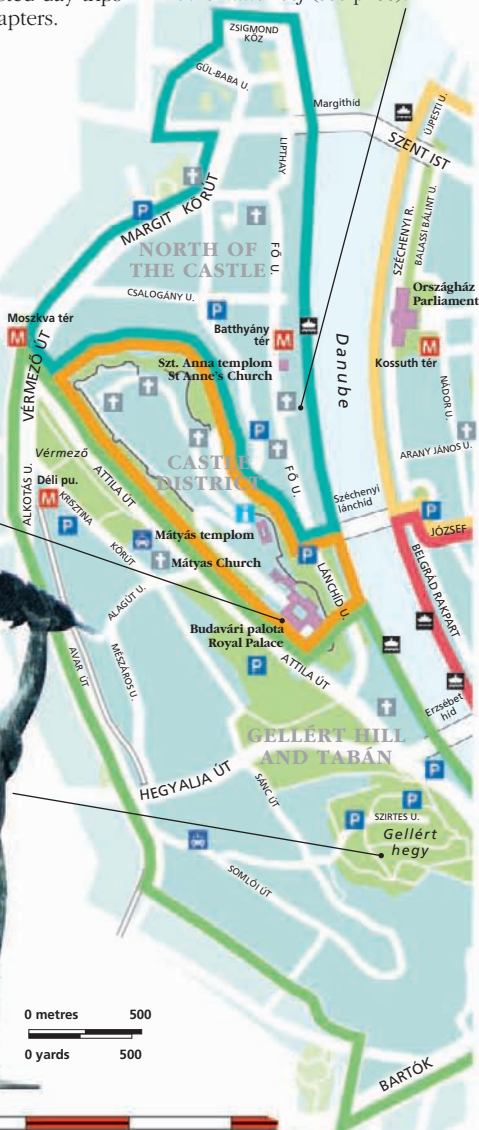 apters.
ZSIGMOND
KÖZ
GÜL-BABA U.
Margithíd
ÚJPESTI U.
SZENT IST
LIPTHAY
MARGIT KÖRÚT
SZÉCHENYI R.
BALASSI BÁLINT U.
NORTH OF
THE CASTLE
FŐ U.
CSALOGÁNY U.
Országház
Parliament
Moszkva tér
Batthyány
tér
Danube
Kossuth tér
Szt. Anna templom
St Anne's Church
NÁDOR U.
VÉRMEZŐ ÚT
ARANY JÁNOS U.
Vérmező
CASTLE
DISTRICT
FŐ U.
ATTILA ÚT
ALKOTÁS U.
Déli pu.
Széchenyi
lánchíd
KRISZTINA
KÖRÚT
Mátyás templom
Mátyas Church
JÓZSEF
LÁNCHÍD U.
BELGRÁD RAKPART
ALAGÚT U.
Budavári palota
Royal Palace
ATTILA ÚT
MÉSZÁROS U.
AVAR ÚT
Erzsébet
híd
GELLÉRT HILL
AND TABÁN
HEGYALJA ÚT
SÁNC ÚT
SZIRTES U.
Gellért
hegy
SOMLÓI ÚT
0 metres 500
0 yards 500
BARTÓK